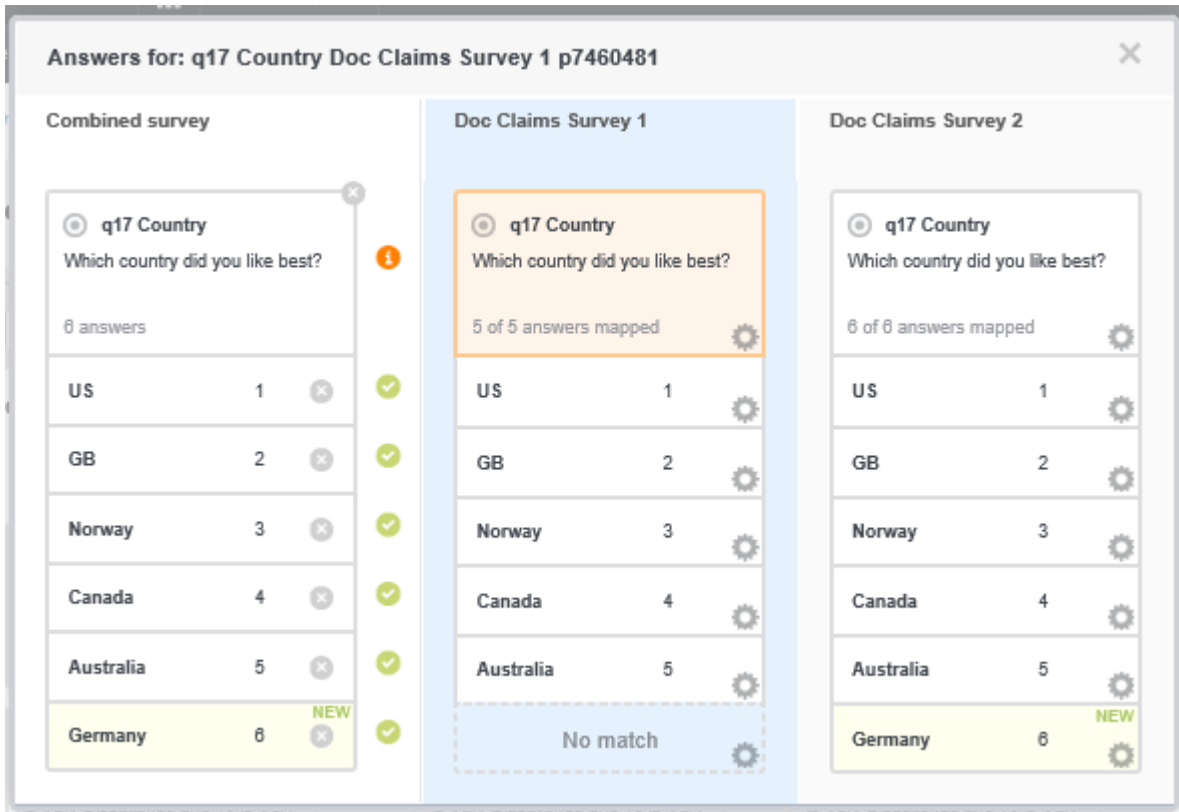 Answers for: q17 Country Doc Claims Survey 1 p7460481
Combined survey
q17 Country
Which country did you like best?
6 answers
US 1
GB 2
Norway 3
Canada 4
Australia 5
NEW
Germany 6
Doc Claims Survey 1
q17 Country
Which country did you like best?
5 of 5 answers mapped
US 1
GB 2
Norway 3
Canada 4
Australia 5
No match
Doc Claims Survey 2
q17 Country
Which country did you like best?
6 of 6 answers mapped
US 1
GB 2
Norway 3
Canada 4
Australia 5
NEW
Germany 6